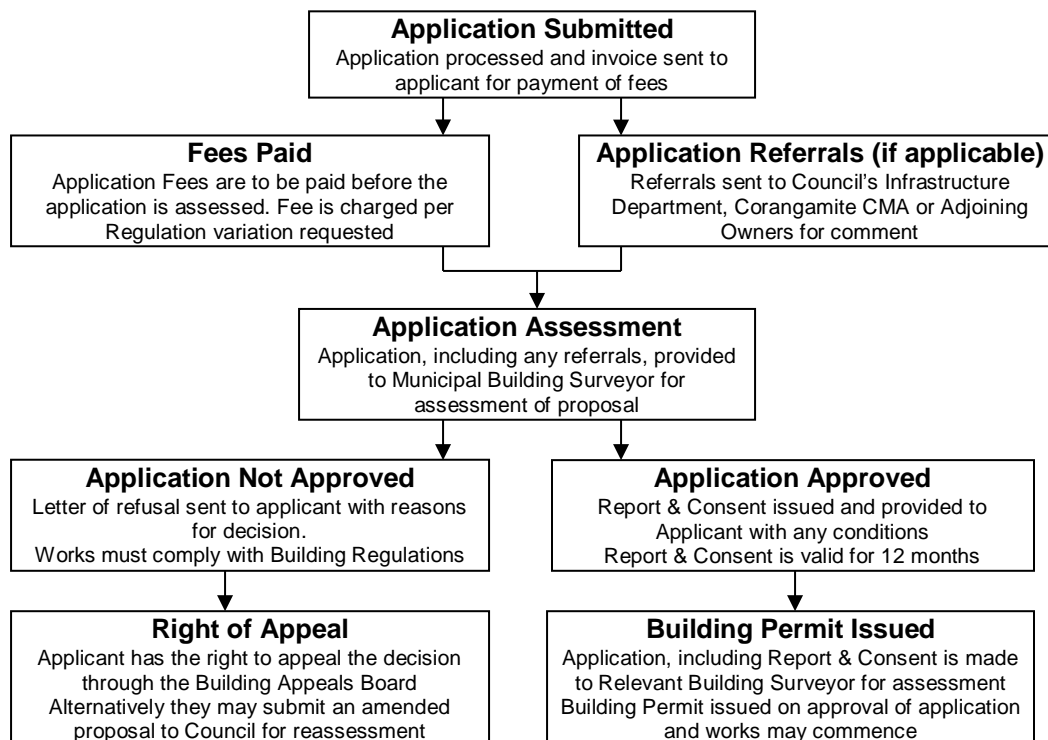 Application Submitted
Application processed and invoice sent to
applicant for payment of fees
Fees Paid
Application Fees are to be paid before the
application is assessed. Fee is charged per
Regulation variation requested
Application Referrals (if applicable)
Referrals sent to Council's Infrastructure
Department, Corangamite CMA or Adjoining
Owners for comment
Application Assessment
Application, including any referrals, provided
to Municipal Building Surveyor for
assessment of proposal
Application Not Approved
Letter of refusal sent to applicant with reasons
for decision.
Works must comply with Building Regulations
Application Approved
Report & Consent issued and provided to
Applicant with any conditions
Report & Consent is valid for 12 months
Right of Appeal
Applicant has the right to appeal the decision
through the Building Appeals Board
Alternatively they may submit an amended
proposal to Council for reassessment
Building Permit Issued
Application, including Report & Consent is made
to Relevant Building Surveyor for assessment
Building Permit issued on approval of application
and works may commence